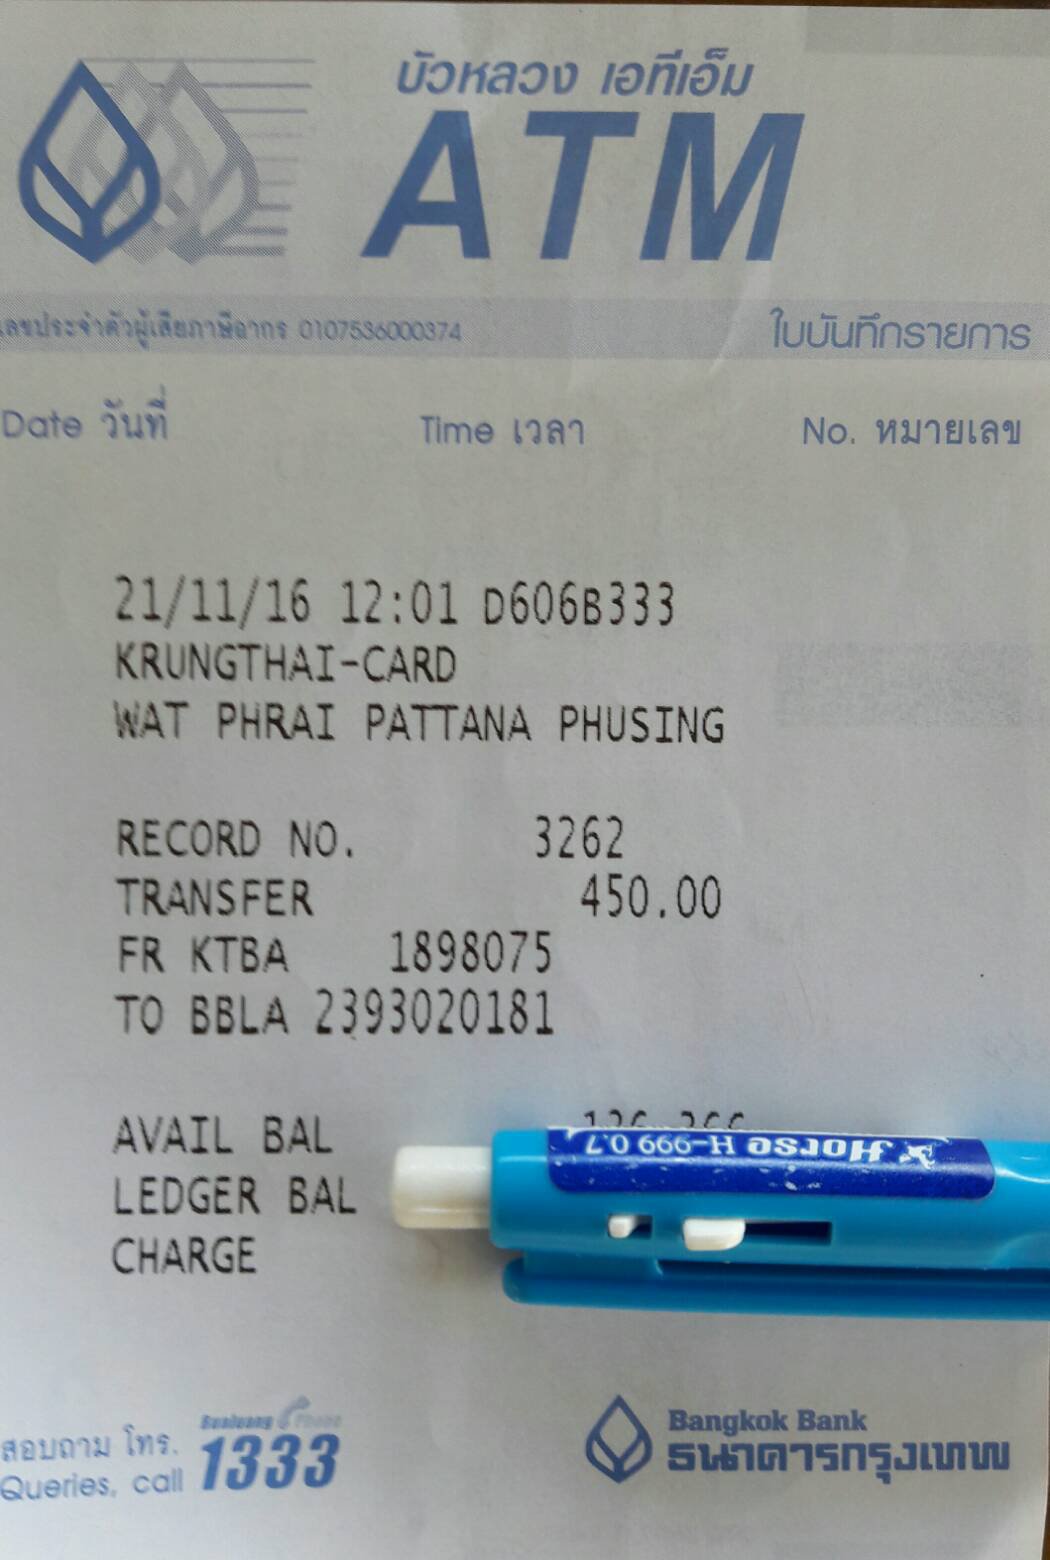 บัวหลวง เอทีเอ็ม
ATM
เลขประจำตัวผู้เสียภาษีอากร 0107536000374
ใบบันทึกรายการ
Date วันที่ Time เวลา No. หมายเลข
21/11/16 12:01 D606B333
KRUNGTHAI-CARD
WAT PHRAI PATTANA PHUSING
RECORD NO. 3262
TRANSFER 450.00
FR KTBA 1898075
TO BBLA 2393020181
AVAIL BAL
LEDGER BAL
CHARGE
Horse H-999 0.7
สอบถาม โทร.
Queries, call
Bualuang Phone
1333
Bangkok Bank
ธนาคารกรุงเทพ